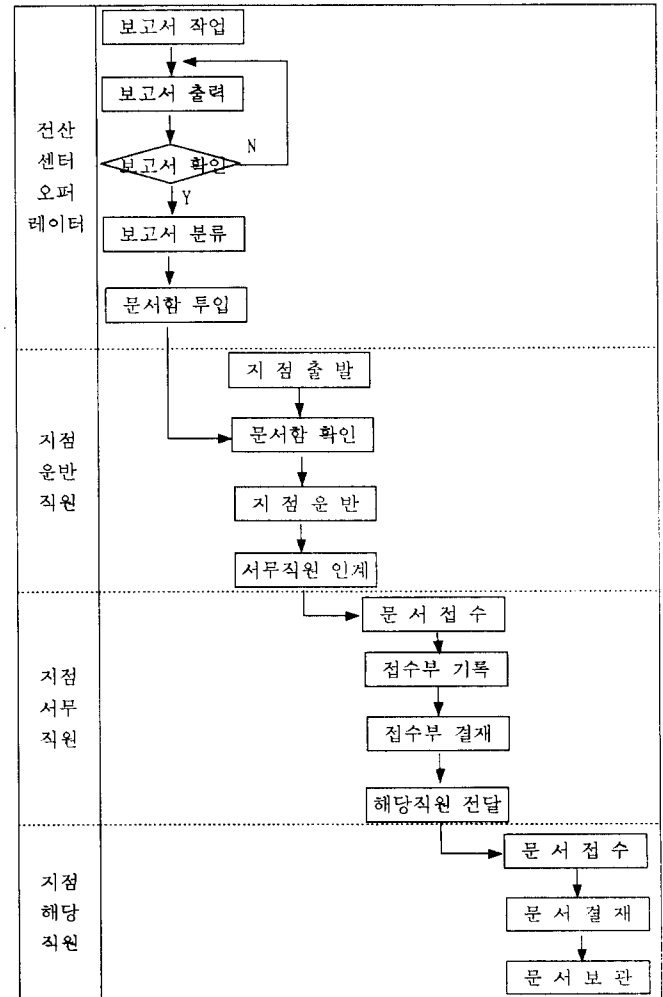 보고서 작업
보고서 출력
보고서 확인
N
Y
보고서 분류
문서함 투입
전산
센터
오퍼
레이터
지 점 출 발
문서함 확인
지 점 운 반
서무직원 인계
지점
운반
직원
문 서 접 수
접수부 기록
접수부 결재
해당직원 전달
지점
서무
직원
문 서 접 수
문 서 결 재
문 서 보 관
지점
해당
직원